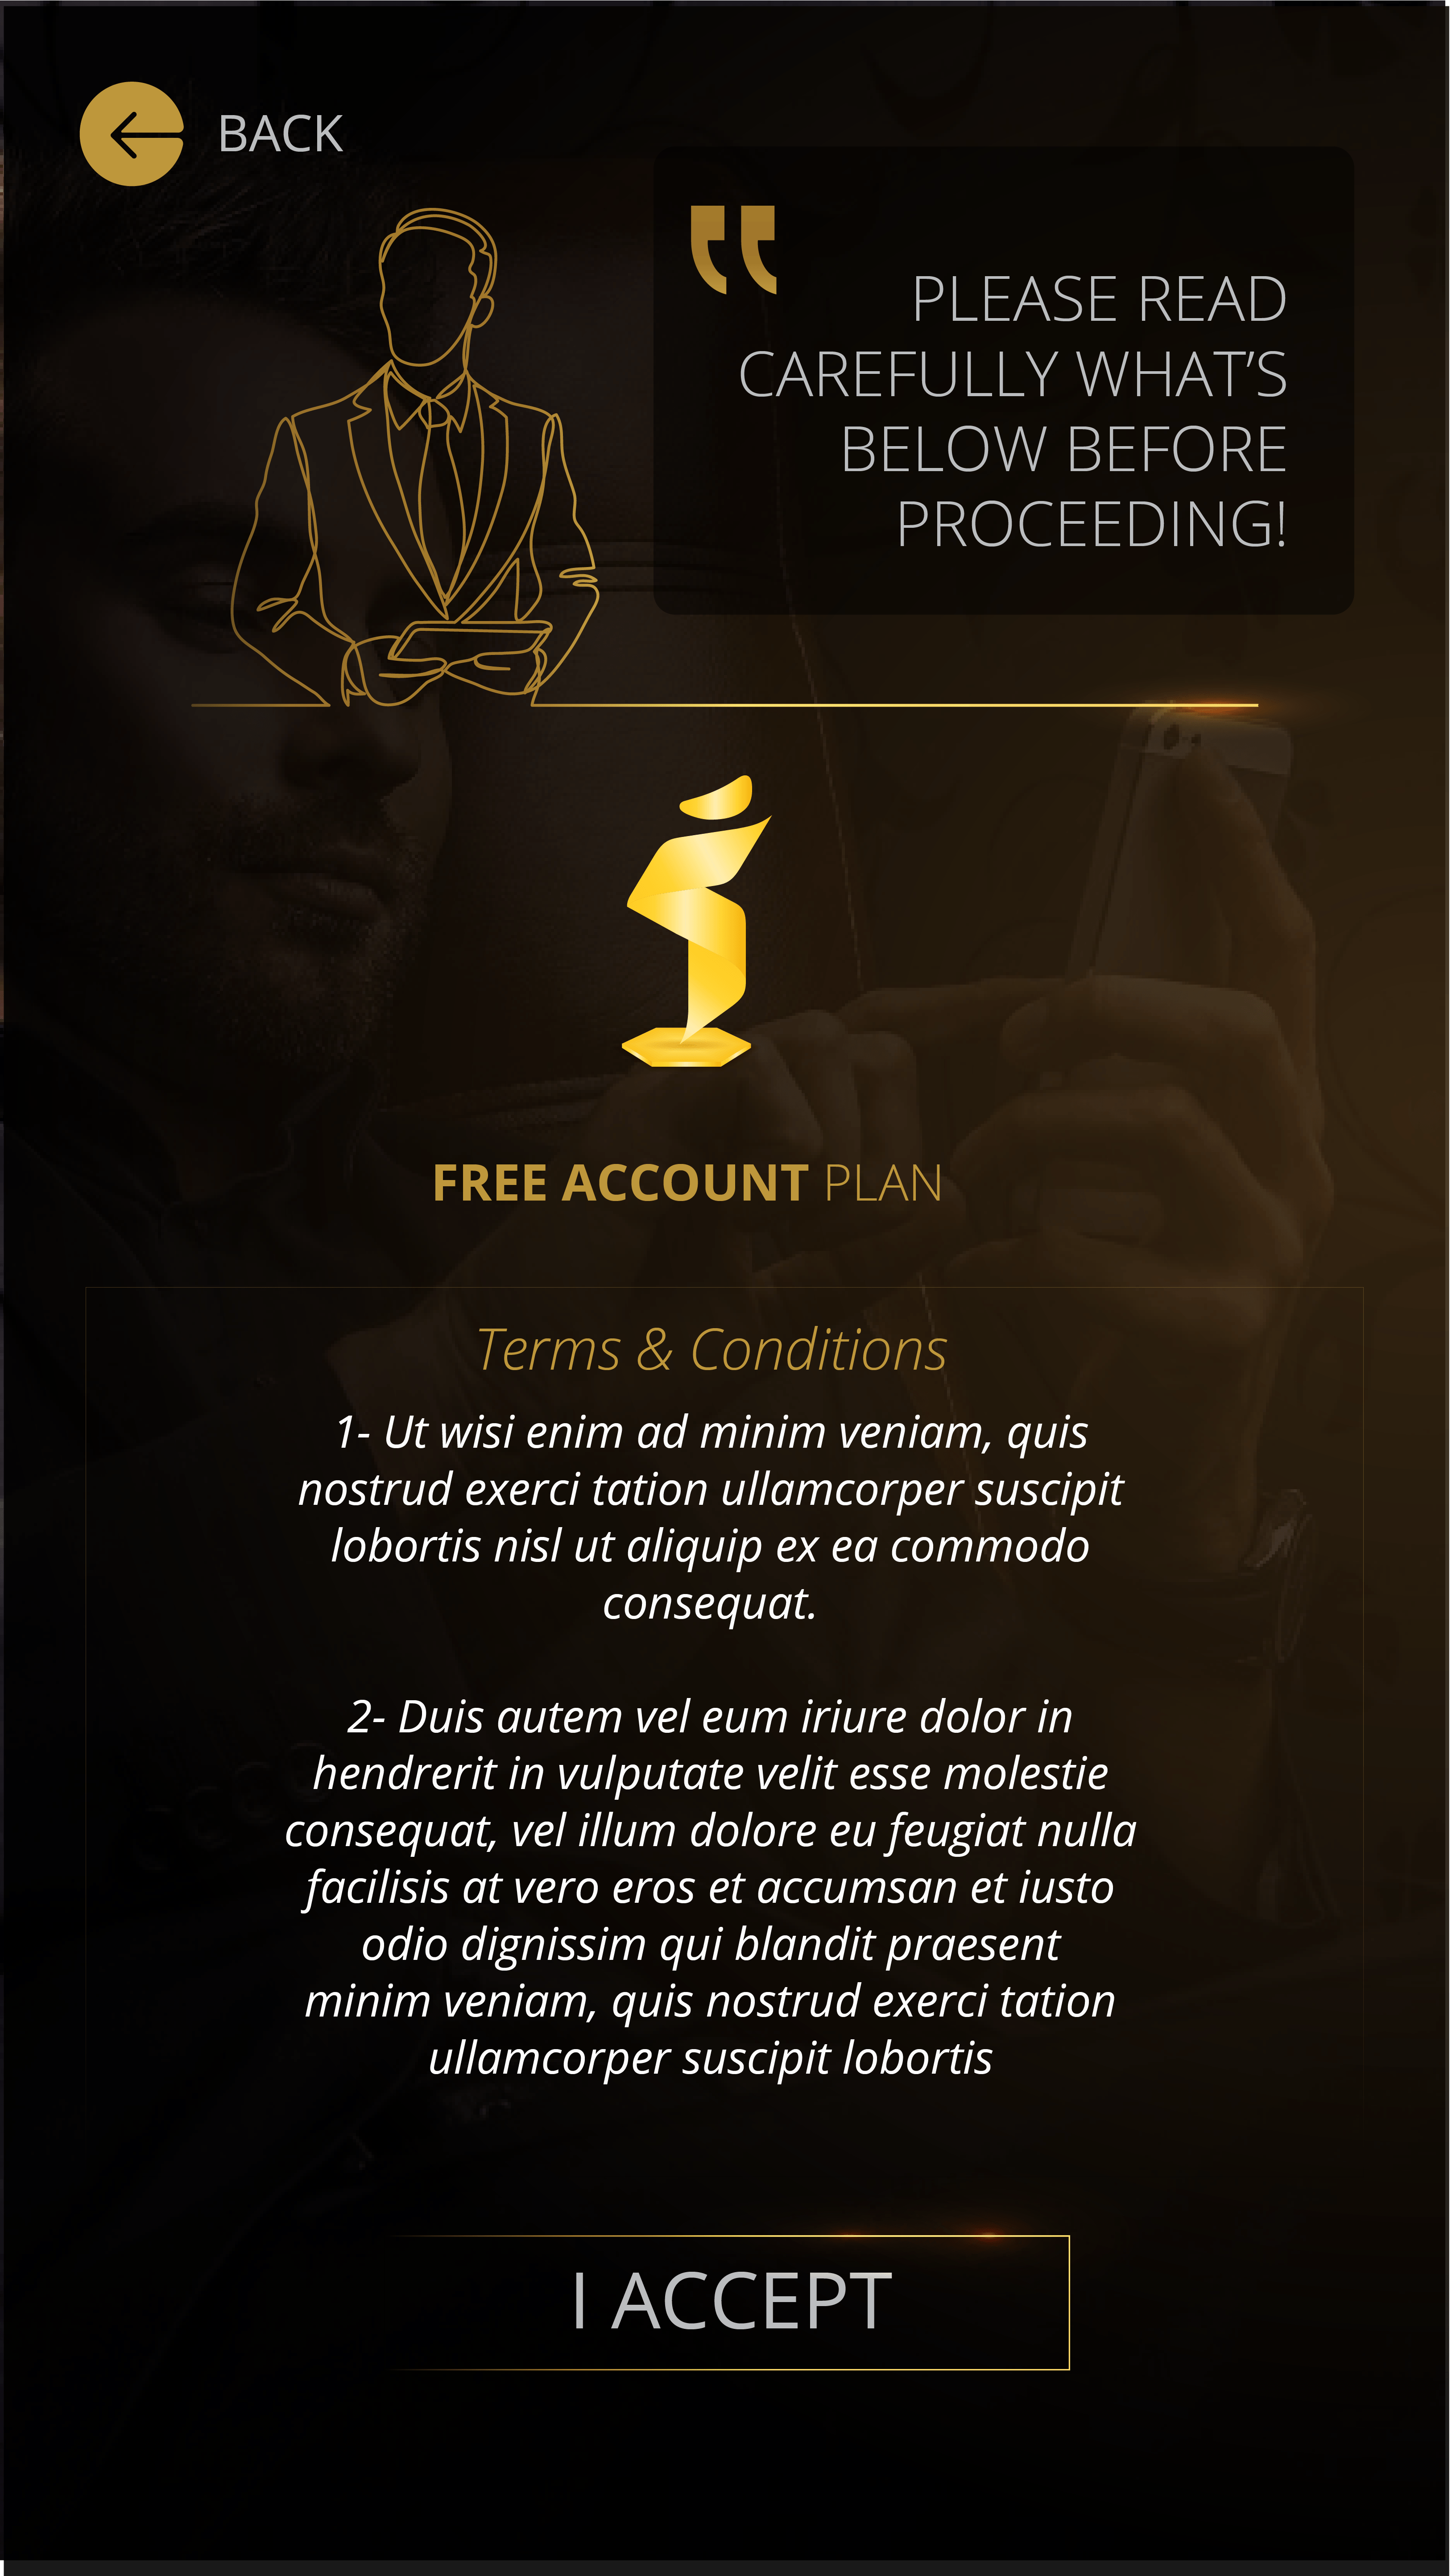 BACK
PLEASE READ
CAREFULLY WHAT’S
BELOW BEFORE
PROCEEDING!
FREE ACCOUNT PLAN
Terms & Conditions
1- Ut wisi enim ad minim veniam, quis
nostrud exerci tation ullamcorper suscipit
lobortis nisl ut aliquip ex ea commodo
consequat.
2- Duis autem vel eum iriure dolor in
hendrerit in vulputate velit esse molestie
consequat, vel illum dolore eu feugiat nulla
facilisis at vero eros et accumsan et iusto
odio dignissim qui blandit praesent
minim veniam, quis nostrud exerci tation
ullamcorper suscipit lobortis
I ACCEPT